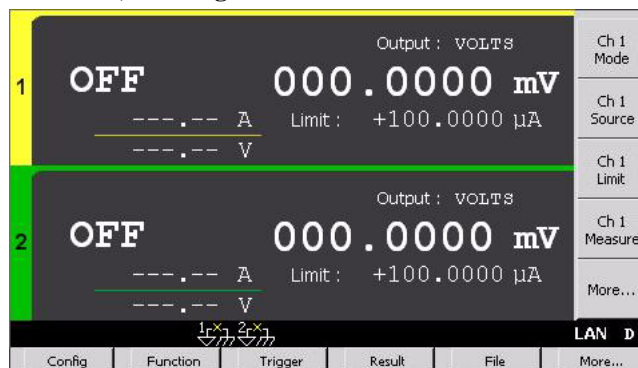 Output : VOLTS
1 OFF 000.0000 mV
---.-- A Limit : +100.0000 µA
---.-- V
Output : VOLTS
2 OFF 000.0000 mV
---.-- A Limit : +100.0000 µA
---.-- V
Ch 1
Mode
Ch 1
Source
Ch 1
Limit
Ch 1
Measure
More...
1 2
LAN D
Config Function Trigger Result File More...